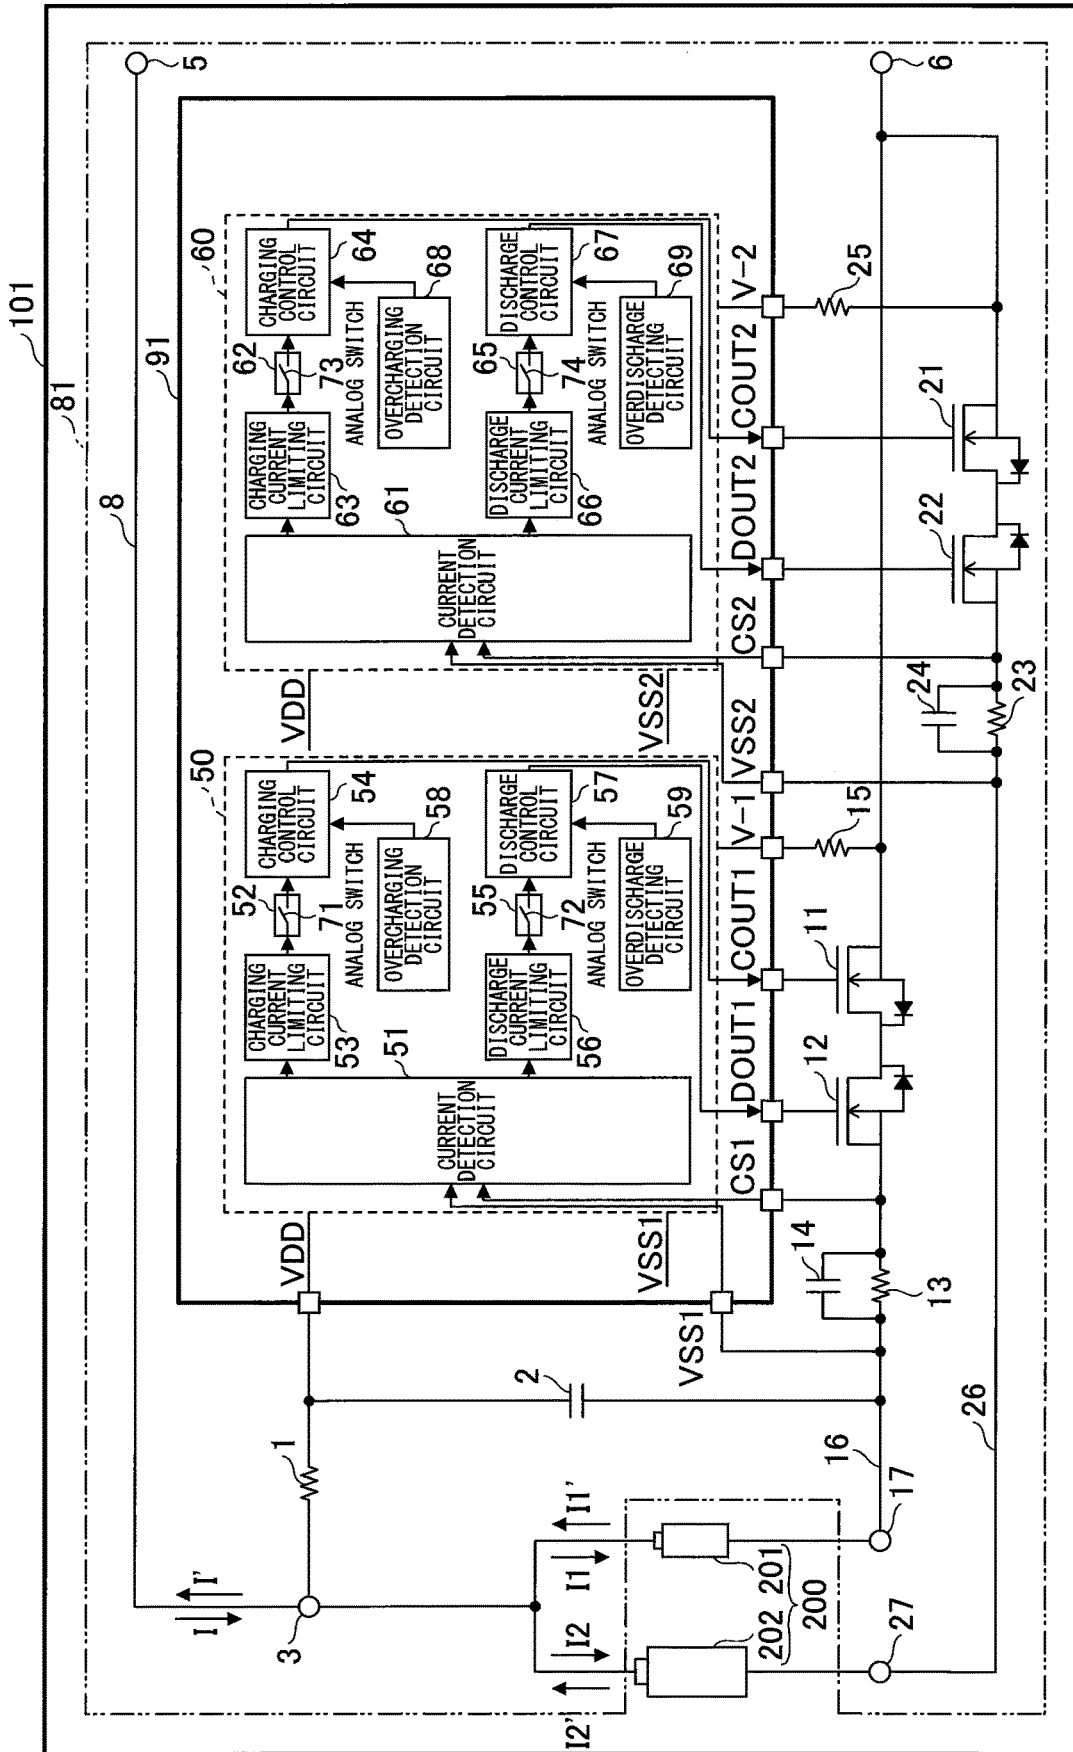 101
81
8
5
91
60
CHARGING
CONTROL
CIRCUIT
64
62
73
ANALOG SWITCH
CHARGING
CURRENT
LIMITING
CIRCUIT
63
OVERCHARGING
DETECTION
CIRCUIT
68
DISCHARGE
CONTROL
CIRCUIT
67
65
74
ANALOG SWITCH
DISCHARGE
CURRENT
LIMITING
CIRCUIT
66
OVERDISCHARGE
DETECTING
CIRCUIT
69
61
CURRENT
DETECTION
CIRCUIT
VDD
VSS2
50
CHARGING
CONTROL
CIRCUIT
54
52
71
ANALOG SWITCH
CHARGING
CURRENT
LIMITING
CIRCUIT
53
OVERCHARGING
DETECTION
CIRCUIT
58
DISCHARGE
CONTROL
CIRCUIT
57
55
72
ANALOG SWITCH
DISCHARGE
CURRENT
LIMITING
CIRCUIT
56
OVERDISCHARGE
DETECTING
CIRCUIT
59
51
CURRENT
DETECTION
CIRCUIT
VDD
VSS1
VSS1
CS1
DOUT1
COUT1
V-1
VSS2
CS2
DOUT2
COUT2
V-2
6
25
21
22
23
24
15
11
12
13
14
2
1
3
I
I'
I1
I1'
I2
I2'
201
202
200
16
17
26
27